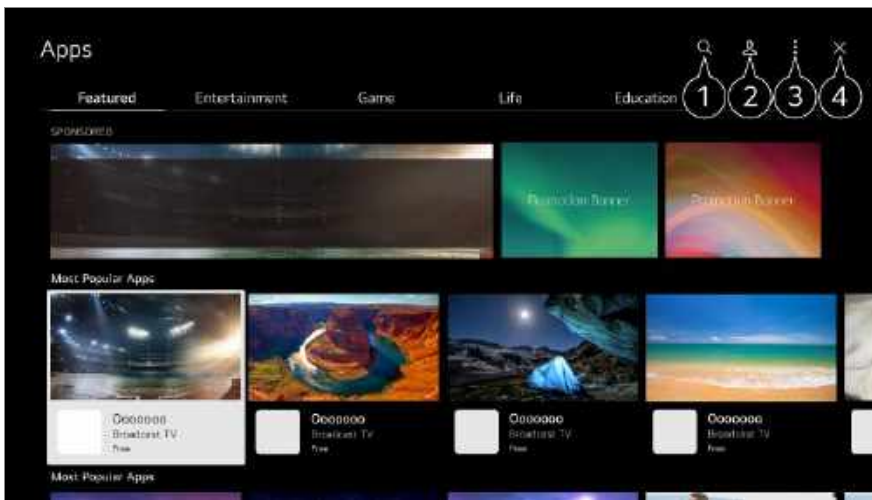 Apps
1 2 3 4
Featured Entertainment Game Life Education
SPONSORED
Promotion Banner Promotion Banner
Most Popular Apps
Ooooooo Ooooooo Ooooooo Ooooooo
Broadcast TV Broadcast TV Broadcast TV Broadcast TV
Free Free Free Free
Most Popular Apps